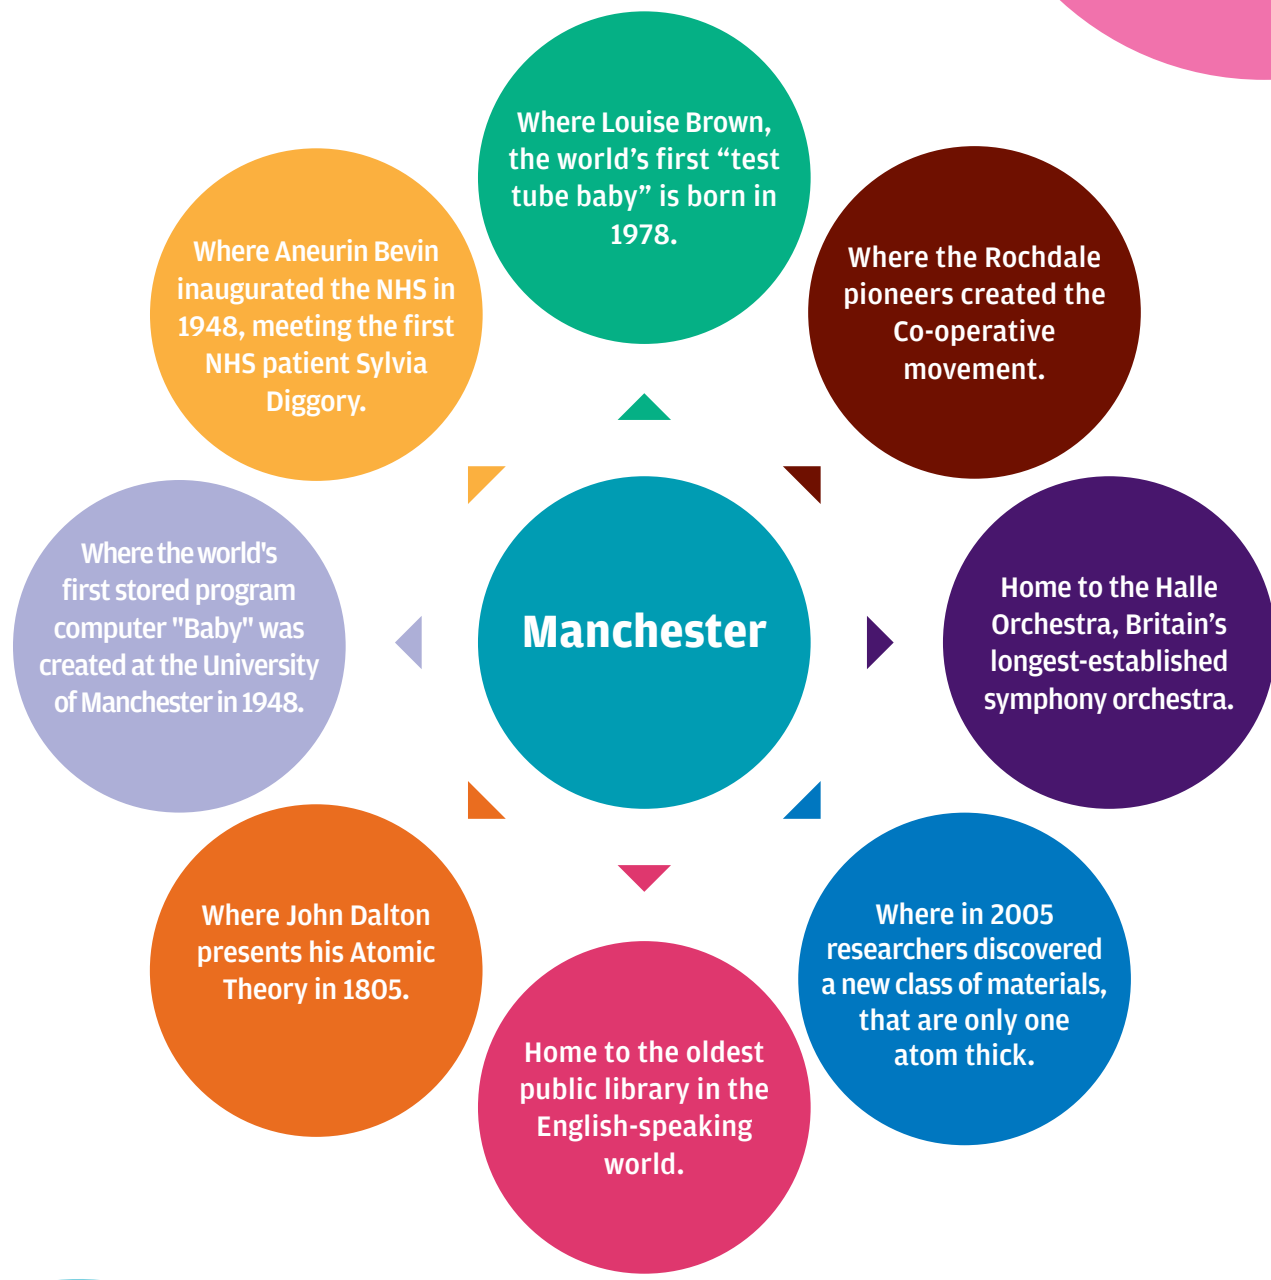 Where Louise Brown,
the world’s first “test
tube baby” is born in
1978.
Where the Rochdale
pioneers created the
Co-operative
movement.
Home to the Halle
Orchestra, Britain’s
longest-established
symphony orchestra.
Where in 2005
researchers discovered
a new class of materials,
that are only one
atom thick.
Home to the oldest
public library in the
English-speaking
world.
Where John Dalton
presents his Atomic
Theory in 1805.
Where the world's
first stored program
computer "Baby" was
created at the University
of Manchester in 1948.
Where Aneurin Bevin
inaugurated the NHS in
1948, meeting the first
NHS patient Sylvia
Diggory.
Manchester